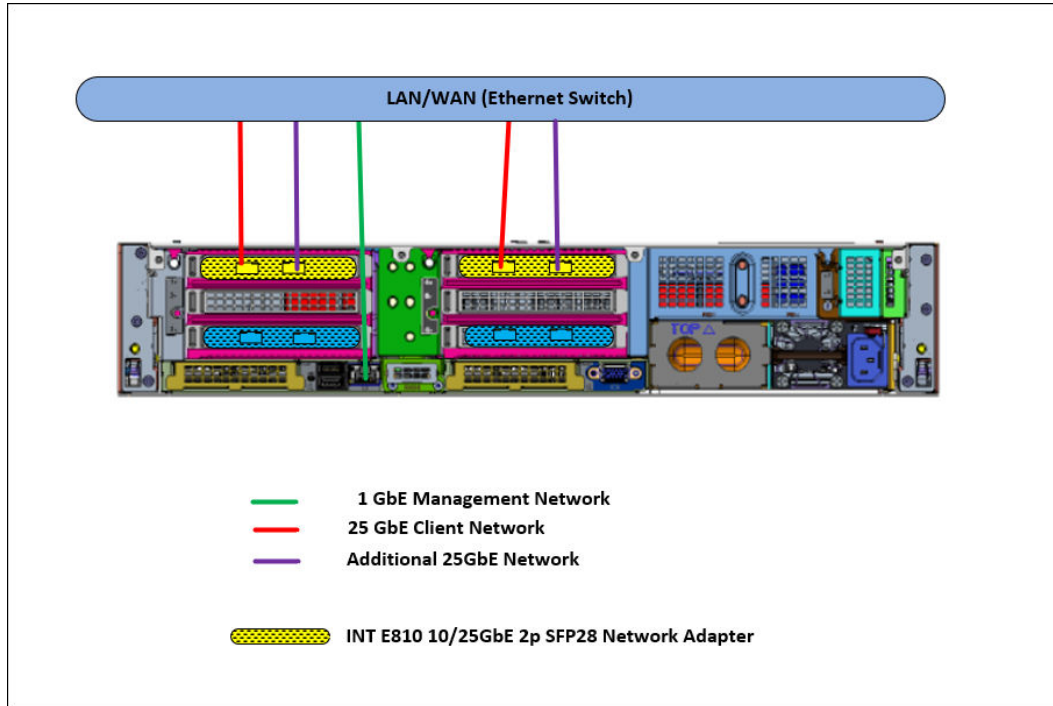 LAN/WAN (Ethernet Switch)
TOP
1 GbE Management Network
25 GbE Client Network
Additional 25GbE Network
INT E810 10/25GbE 2p SFP28 Network Adapter